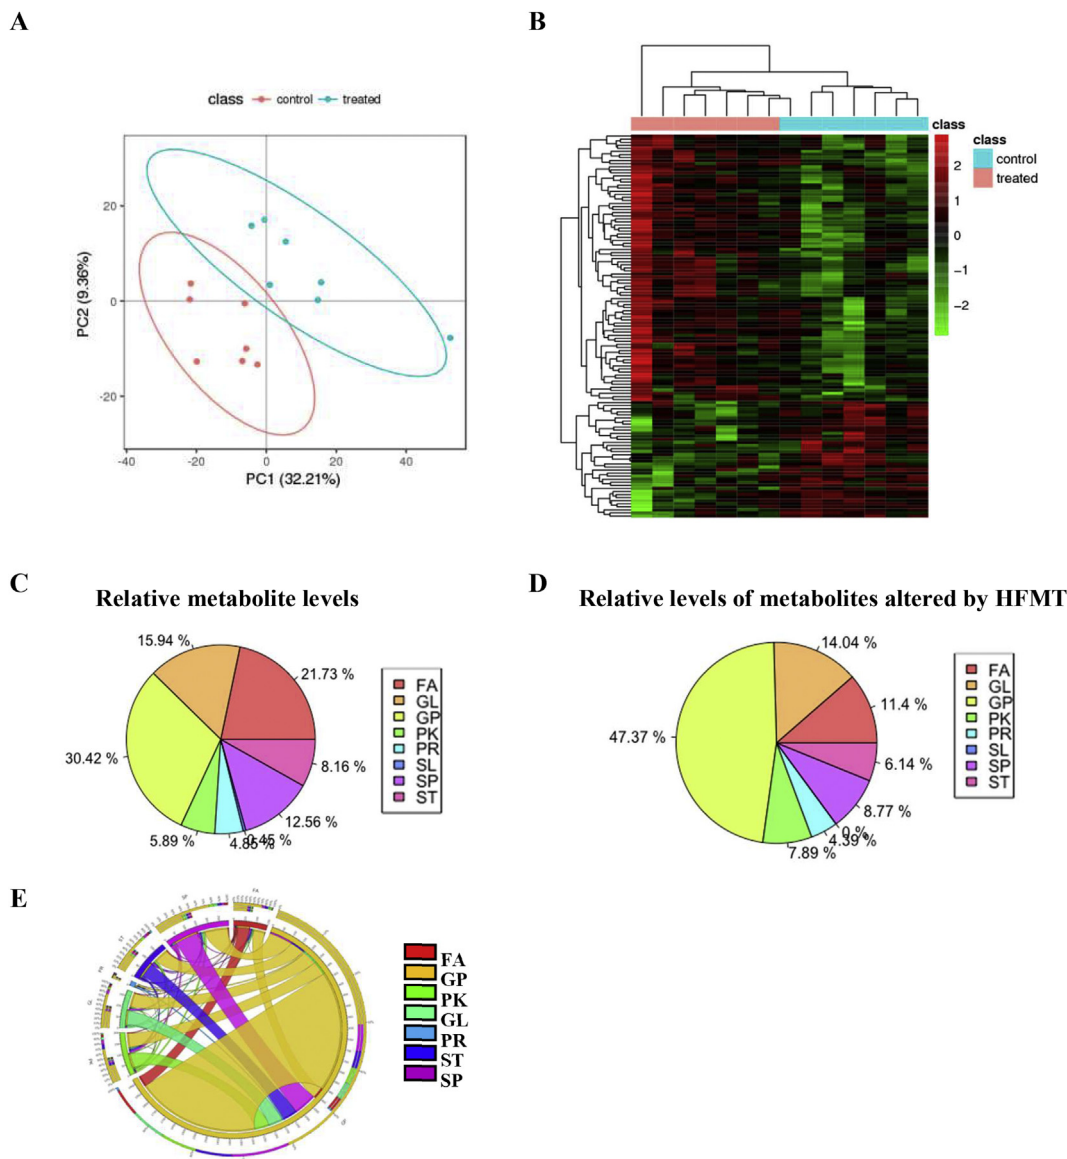 A
class control treated
20
0
-20
PC2 (9.36%)
-40 -20 0 20 40
PC1 (32.21%)
B
class
2
1
0
−1
−2
class
control
treated
C
Relative metabolite levels
15.94 %
21.73 %
30.42 %
8.16 %
12.56 %
5.89 %
4.85 %
0.45 %
FA
GL
GP
PK
PR
SL
SP
ST
D
Relative levels of metabolites altered by HFMT
14.04 %
11.4 %
47.37 %
6.14 %
8.77 %
0 %
4.39 %
7.89 %
FA
GL
GP
PK
PR
SL
SP
ST
E
FA
GP
PK
GL
PR
ST
SP